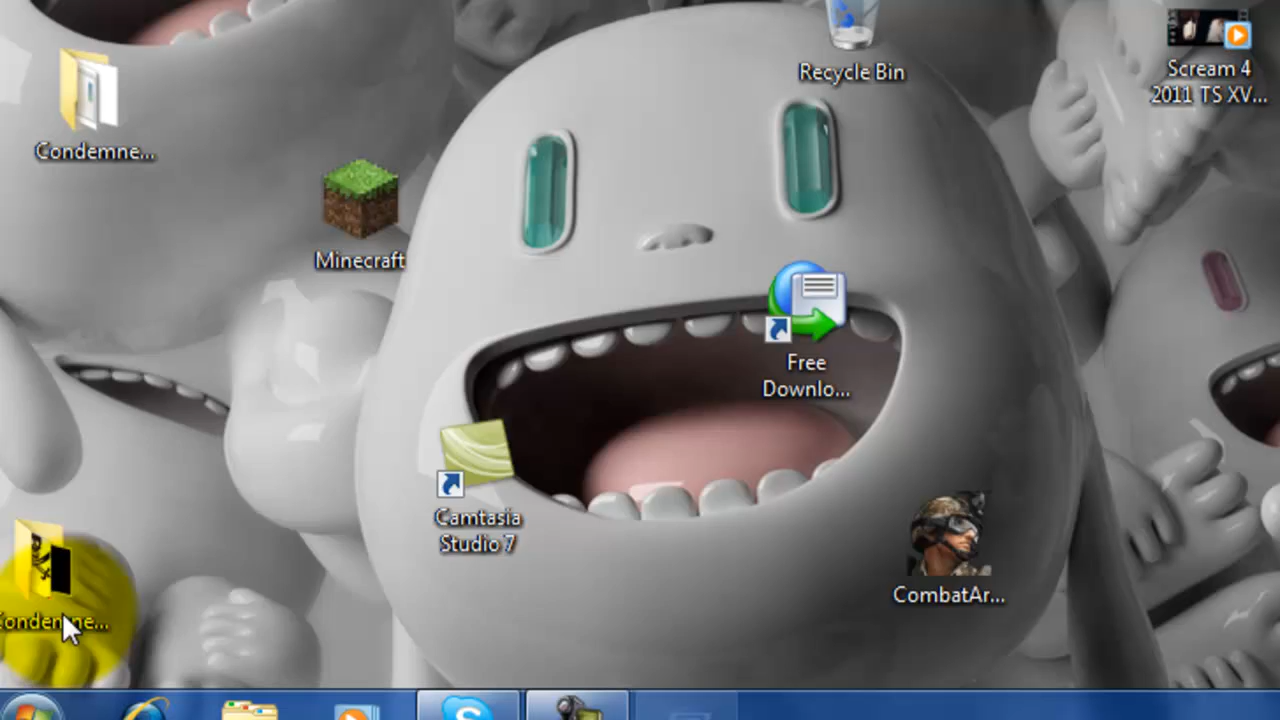 Recycle Bin
Scream 4
2011 TS XV...
Condemne...
Minecraft
Free
Downlo...
Camtasia
Studio 7
CombatAr...
Condemne...